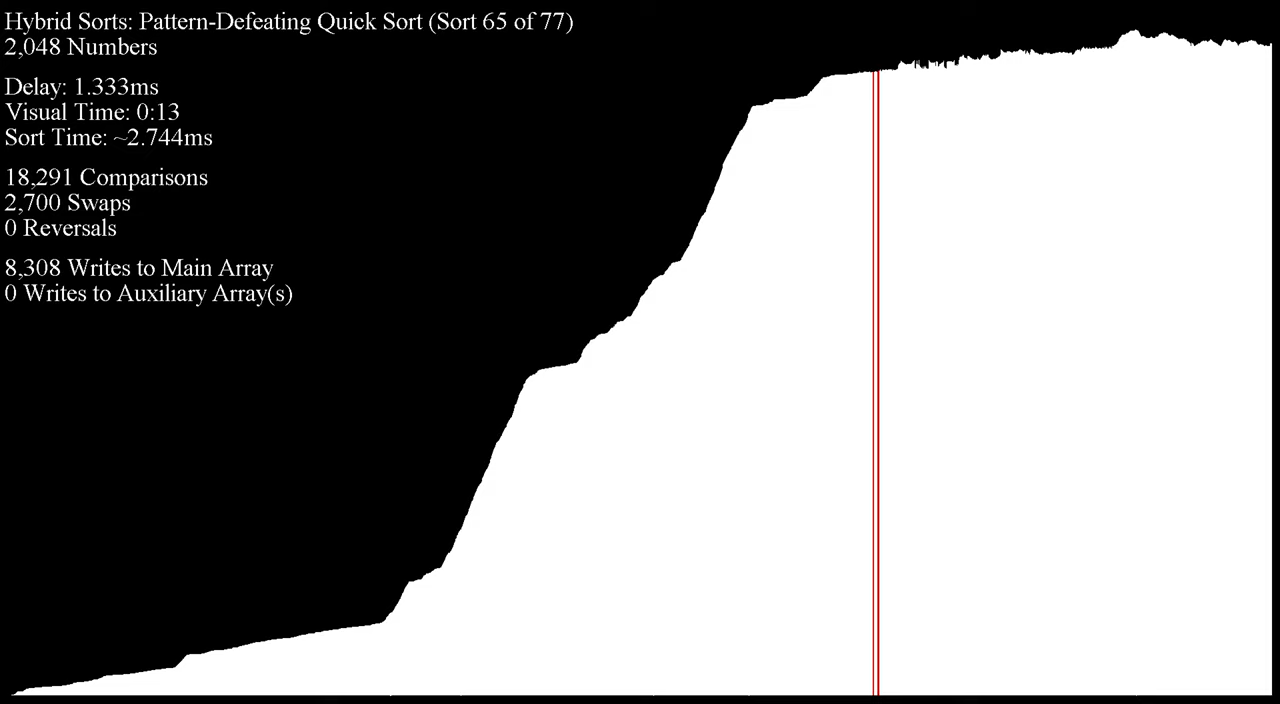 Hybrid Sorts: Pattern-Defeating Quick Sort (Sort 65 of 77)
2,048 Numbers
Delay: 1.333ms
Visual Time: 0:13
Sort Time: ~2.744ms
18,291 Comparisons
2,700 Swaps
0 Reversals
8,308 Writes to Main Array
0 Writes to Auxiliary Array(s)